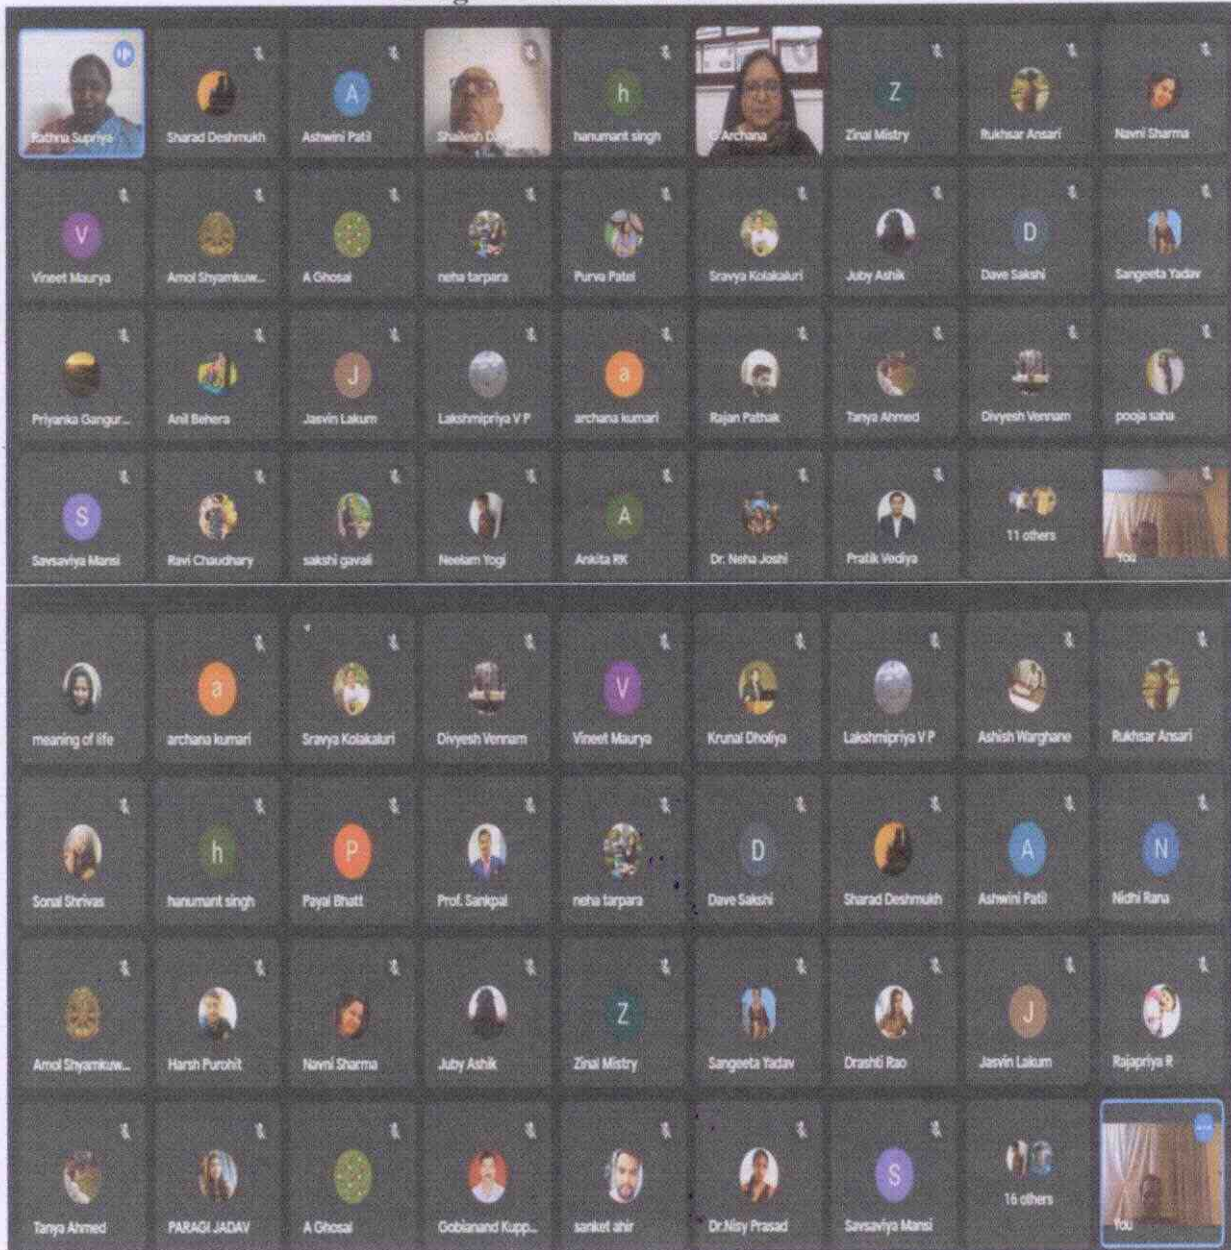 Rathna Supriya Sharad Deshmukh A Ashwini Patil Shailesh h hanumant singh G Archana Z Zinal Mistry Rukhsar Ansari Navni Sharma
V Vineet Maurya Amol Shyamkuw... A Ghosal neha tarpara Purva Patel Sravya Kolakaluri Juby Ashik D Dave Sakshi Sangeeta Yadav
Priyanka Gangur... Anil Behera J Jasvin Lakum Lakshmipriya V P a archana kumari Rajan Pathak Tanya Ahmed Divyesh Vennam pooja saha
S Savsaviya Mansi Ravi Chaudhary sakshi gavali Neelam Yogi A Ankita RK Dr. Neha Joshi Pratik Vediya 11 others You
meaning of life a archana kumari Sravya Kolakaluri Divyesh Vennam V Vineet Maurya Krunal Dholiya Lakshmipriya V P Ashish Warghane Rukhsar Ansari
Sonal Shrivas h hanumant singh P Payal Bhatt Prof. Sankpal neha tarpara D Dave Sakshi Sharad Deshmukh A Ashwini Patil N Nidhi Rana
Amol Shyamkuw... Harsh Purohit Navni Sharma Juby Ashik Z Zinal Mistry Sangeeta Yadav Drashti Rao J Jasvin Lakum Rajapriya R
Tanya Ahmed PARAGI JADAV A Ghosal Gobianand Kupp... sanket ahir Dr.Nisy Prasad S Savsaviya Mansi 16 others You